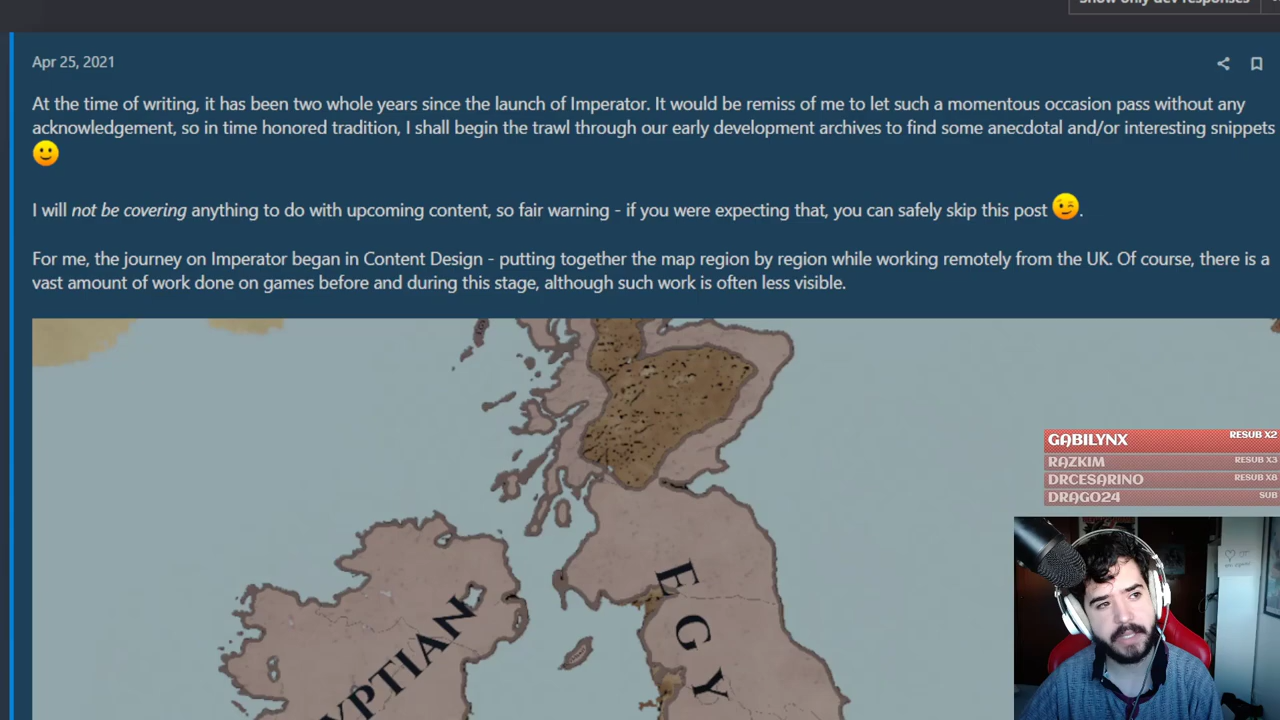 Show only dev responses
Apr 25, 2021
At the time of writing, it has been two whole years since the launch of Imperator. It would be remiss of me to let such a momentous occasion pass without any
acknowledgement, so in time honored tradition, I shall begin the trawl through our early development archives to find some anecdotal and/or interesting snippets
I will not be covering anything to do with upcoming content, so fair warning - if you were expecting that, you can safely skip this post .
For me, the journey on Imperator began in Content Design - putting together the map region by region while working remotely from the UK. Of course, there is a
vast amount of work done on games before and during this stage, although such work is often less visible.
GABILYNX RESUB X2
RAZKIM RESUB X3
DRCESARINO RESUB X8
DRAGO24 SUB
EGY
YPTIAN